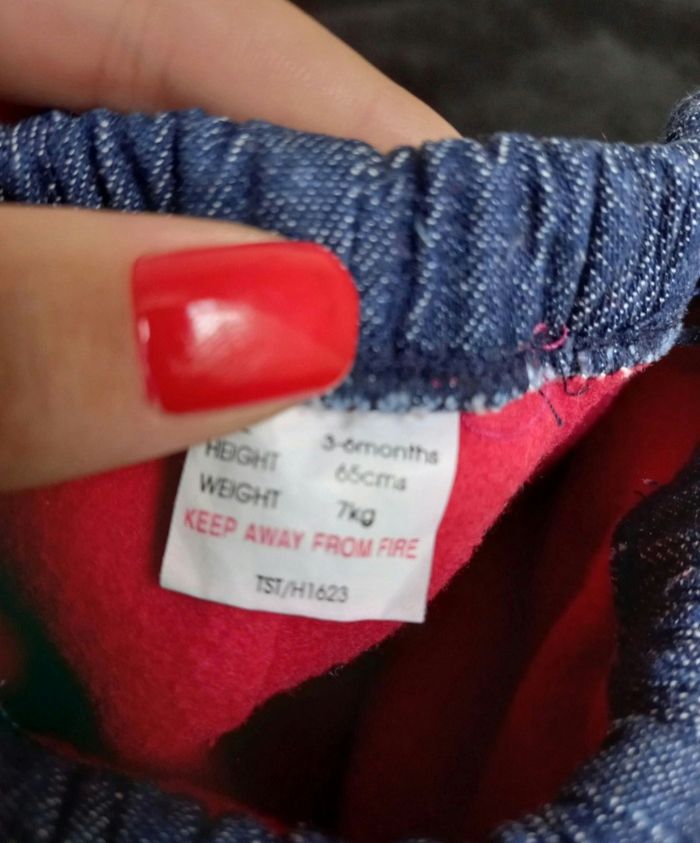 3-6months
HEIGHT 65cms
WEIGHT 7kg
KEEP AWAY FROM FIRE
TST/H1623